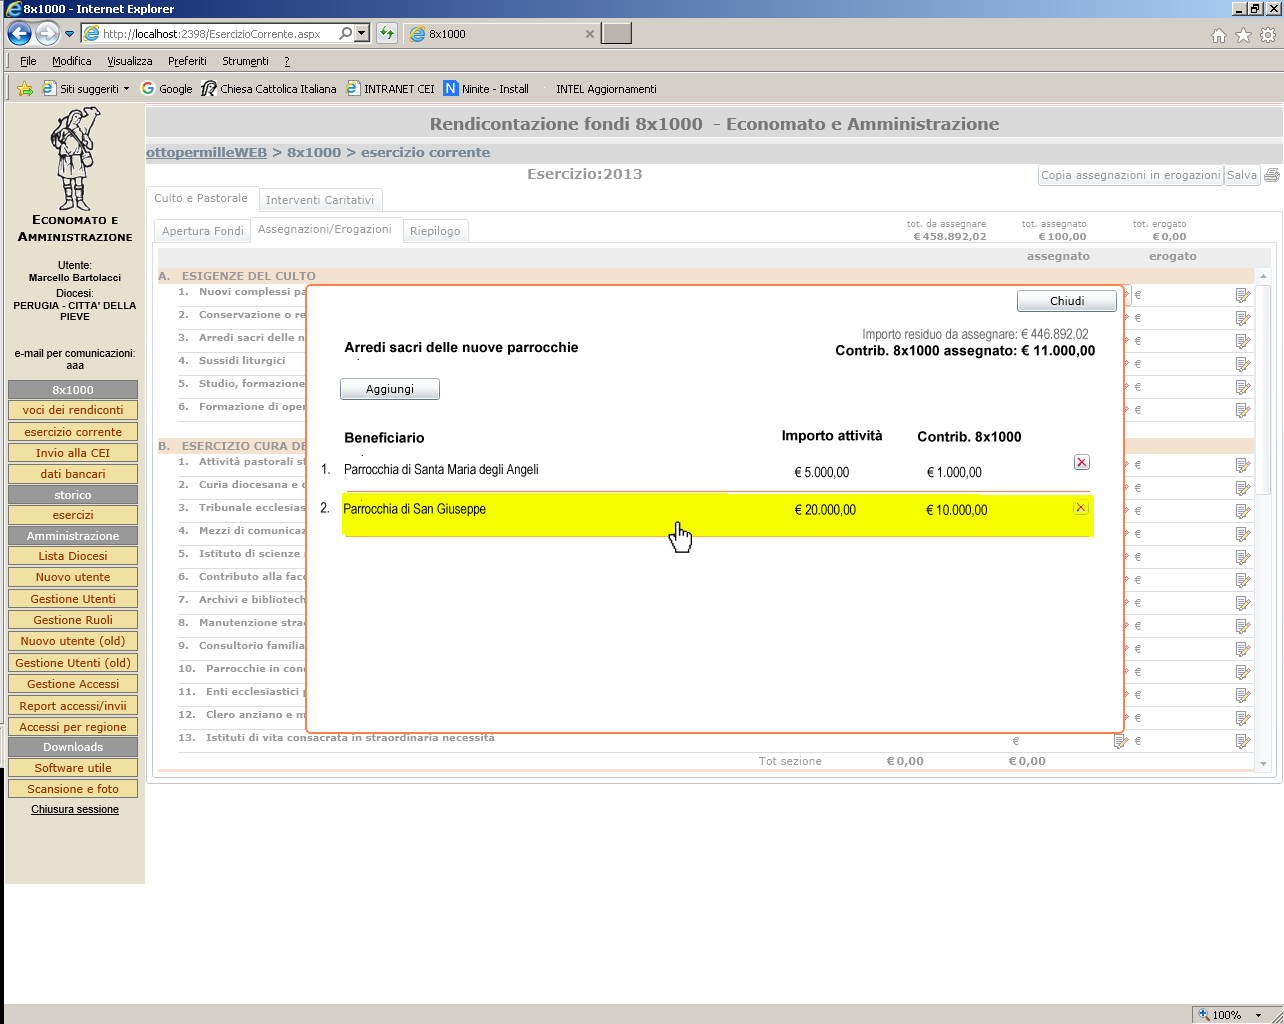 8x1000 - Internet Explorer
http://localhost:2398/EsercizioCorrente.aspx
8x1000
File Modifica Visualizza Preferiti Strumenti ?
Siti suggeriti Google Chiesa Cattolica Italiana INTRANET CEI Ninite - Install INTEL Aggiornamenti
ECONOMATO E
AMMINISTRAZIONE
Utente:
Marcello Bartolacci
Diocesi:
PERUGIA - CITTA' DELLA
PIEVE
e-mail per comunicazioni:
aaa
8x1000
voci dei rendiconti
esercizio corrente
Invio alla CEI
dati bancari
storico
esercizi
Amministrazione
Lista Diocesi
Nuovo utente
Gestione Utenti
Gestione Ruoli
Nuovo utente (old)
Gestione Utenti (old)
Gestione Accessi
Report accessi/invii
Accessi per regione
Downloads
Software utile
Scansione e foto
Chiusura sessione
Rendicontazione fondi 8x1000 - Economato e Amministrazione
ottopermilleWEB > 8x1000 > esercizio corrente
Esercizio:2013
Copia assegnazioni in erogazioni Salva
Culto e Pastorale Interventi Caritativi
Apertura Fondi Assegnazioni/Erogazioni Riepilogo
tot. da assegnare tot. assegnato tot. erogato
€ 458.892,02 € 100,00 € 0,00
assegnato erogato
A. ESIGENZE DEL CULTO
1. Nuovi complessi pa €
2. Conservazione o re €
3. Arredi sacri delle n €
4. Sussidi liturgici €
5. Studio, formazione €
6. Formazione di oper €
B. ESERCIZIO CURA DE
1. Attività pastorali st €
2. Curia diocesana e c €
3. Tribunale ecclesias €
4. Mezzi di comunicaz €
5. Istituto di scienze €
6. Contributo alla faco €
7. Archivi e bibliotech €
8. Manutenzione strao €
9. Consultorio familia €
10. Parrocchie in cond €
11. Enti ecclesiastici €
12. Clero anziano e m €
13. Istituti di vita consacrata in straordinaria necessità € €
Tot sezione € 0,00 € 0,00
Chiudi
Importo residuo da assegnare: € 446.892,02
Arredi sacri delle nuove parrocchie
Contrib. 8x1000 assegnato: € 11.000,00
Aggiungi
Beneficiario Importo attività Contrib. 8x1000
1. Parrocchia di Santa Maria degli Angeli € 5.000,00 € 1.000,00
2. Parrocchia di San Giuseppe € 20.000,00 € 10.000,00
100%